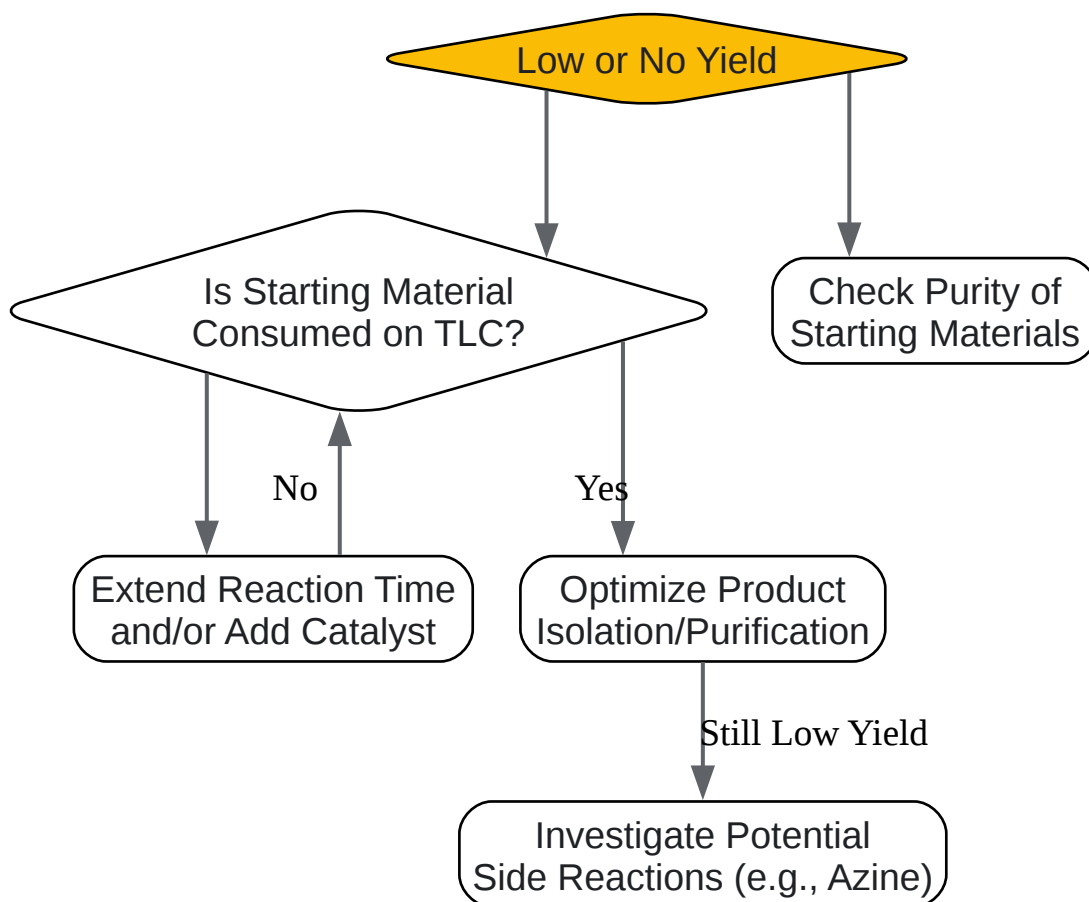 Low or No Yield
Is Starting Material
Consumed on TLC?
Check Purity of
Starting Materials
No
Yes
Extend Reaction Time
and/or Add Catalyst
Optimize Product
Isolation/Purification
Still Low Yield
Investigate Potential
Side Reactions (e.g., Azine)